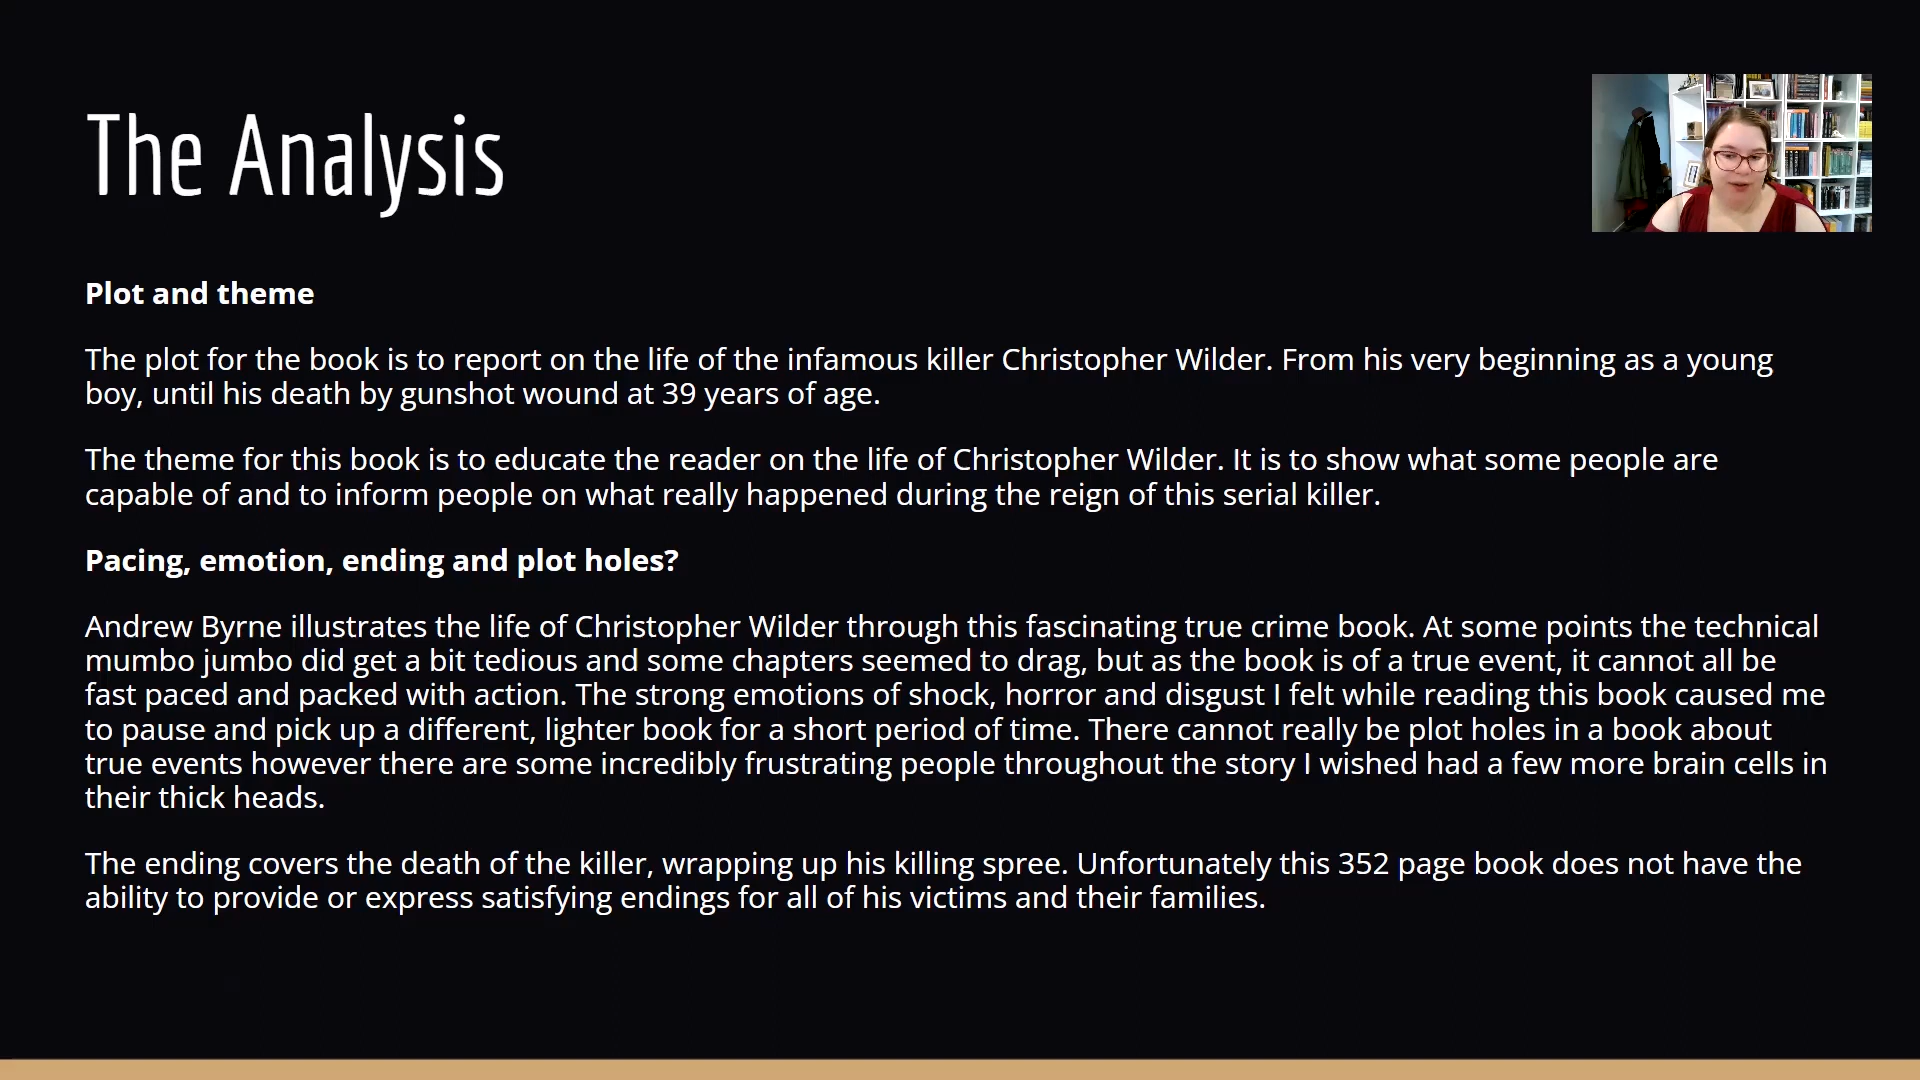 The Analysis
Plot and theme
The plot for the book is to report on the life of the infamous killer Christopher Wilder. From his very beginning as a young
boy, until his death by gunshot wound at 39 years of age.
The theme for this book is to educate the reader on the life of Christopher Wilder. It is to show what some people are
capable of and to inform people on what really happened during the reign of this serial killer.
Pacing, emotion, ending and plot holes?
Andrew Byrne illustrates the life of Christopher Wilder through this fascinating true crime book. At some points the technical
mumbo jumbo did get a bit tedious and some chapters seemed to drag, but as the book is of a true event, it cannot all be
fast paced and packed with action. The strong emotions of shock, horror and disgust I felt while reading this book caused me
to pause and pick up a different, lighter book for a short period of time. There cannot really be plot holes in a book about
true events however there are some incredibly frustrating people throughout the story I wished had a few more brain cells in
their thick heads.
The ending covers the death of the killer, wrapping up his killing spree. Unfortunately this 352 page book does not have the
ability to provide or express satisfying endings for all of his victims and their families.